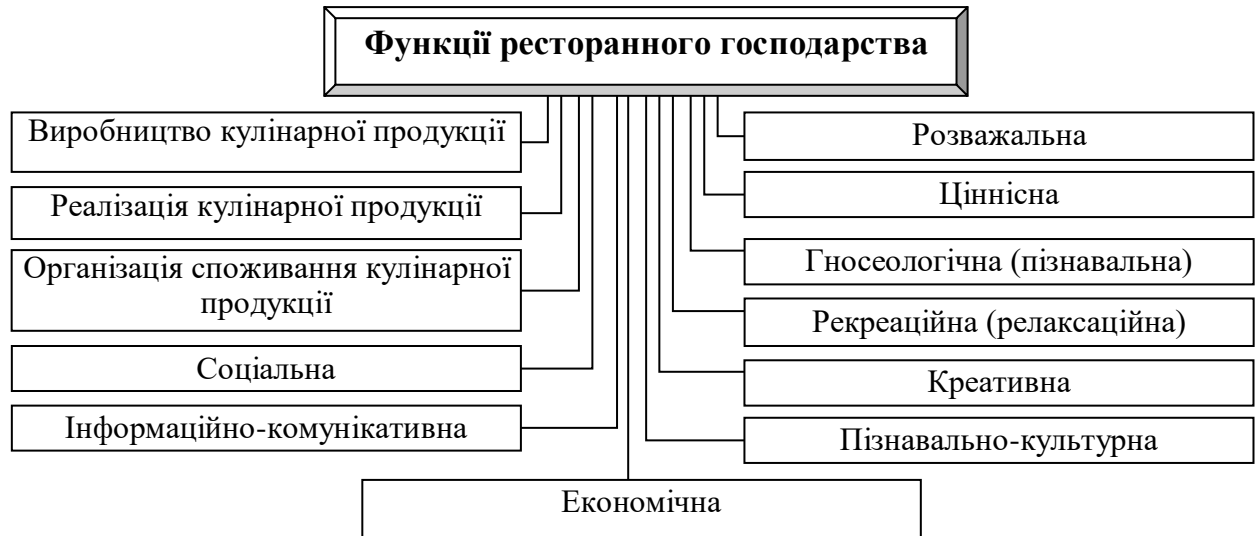 Функції ресторанного господарства
Виробництво кулінарної продукції
Реалізація кулінарної продукції
Організація споживання кулінарної
продукції
Соціальна
Інформаційно-комунікативна
Розважальна
Ціннісна
Гносеологічна (пізнавальна)
Рекреаційна (релаксаційна)
Креативна
Пізнавально-культурна
Економічна